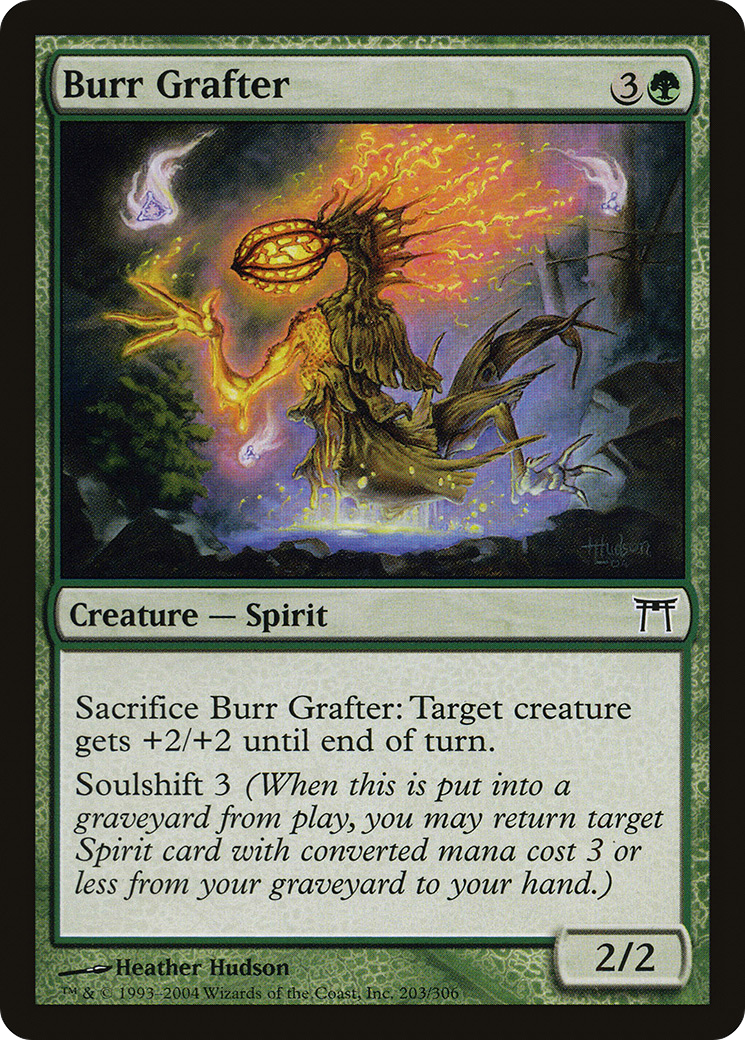 Burr Grafter 3
HHudson
04
Creature — Spirit
Sacrifice Burr Grafter: Target creature
gets +2/+2 until end of turn.
Soulshift 3 (When this is put into a
graveyard from play, you may return target
Spirit card with converted mana cost 3 or
less from your graveyard to your hand.)
2/2
Heather Hudson
™ & © 1993–2004 Wizards of the Coast, Inc. 203/306